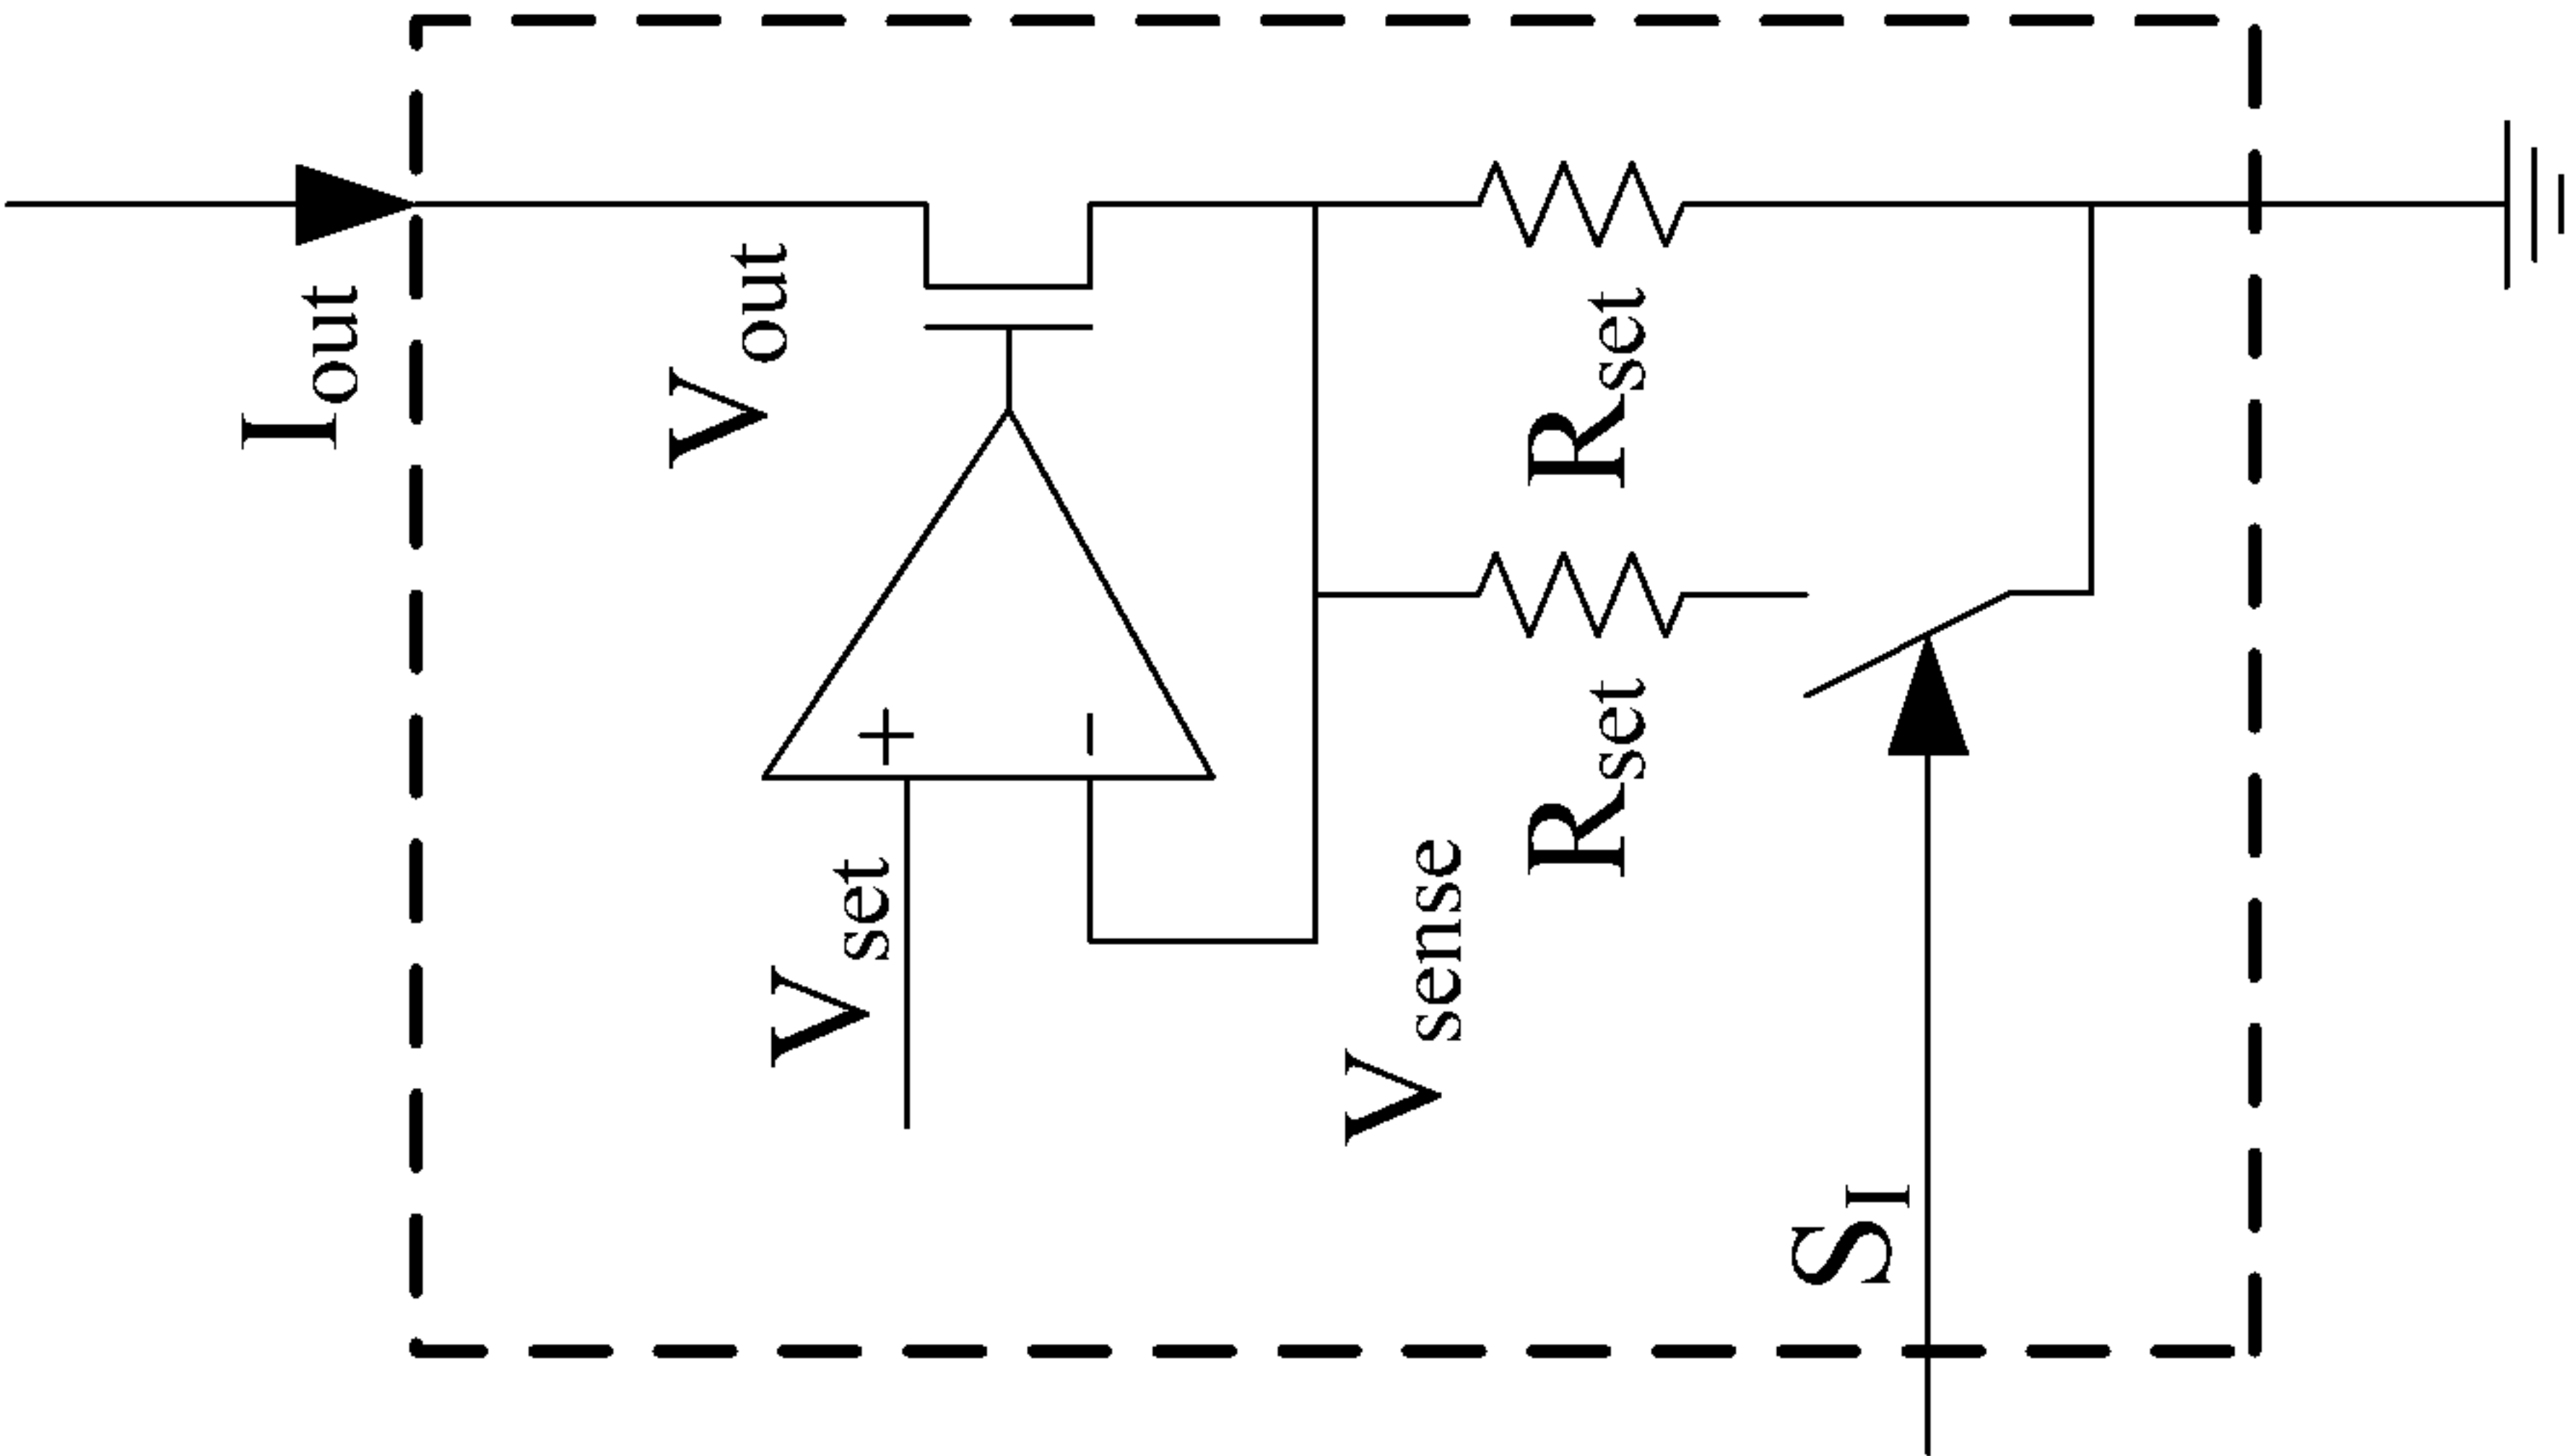 I_out
V_out
R_set
+
-
V_set
R_set
V_sense
S_I